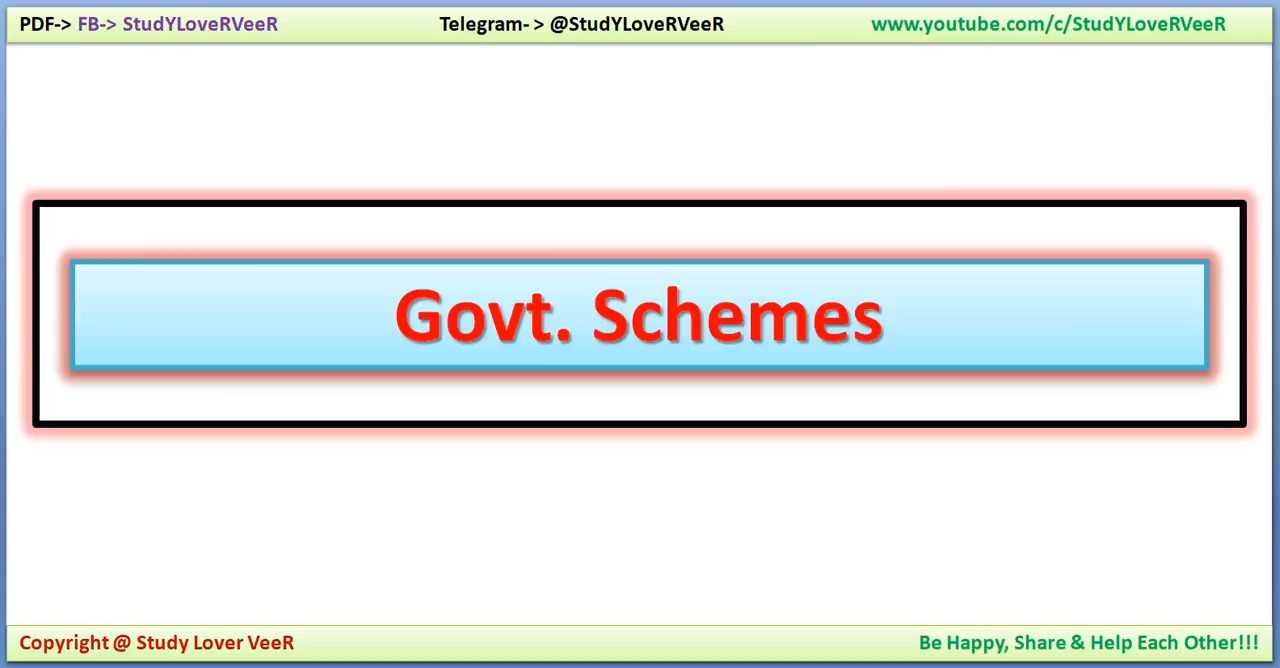 PDF-> FB-> StudYLoveRVeeR Telegram- > @StudYLoveRVeeR www.youtube.com/c/StudYLoveRVeeR
Govt. Schemes
Copyright @ Study Lover VeeR Be Happy, Share & Help Each Other!!!